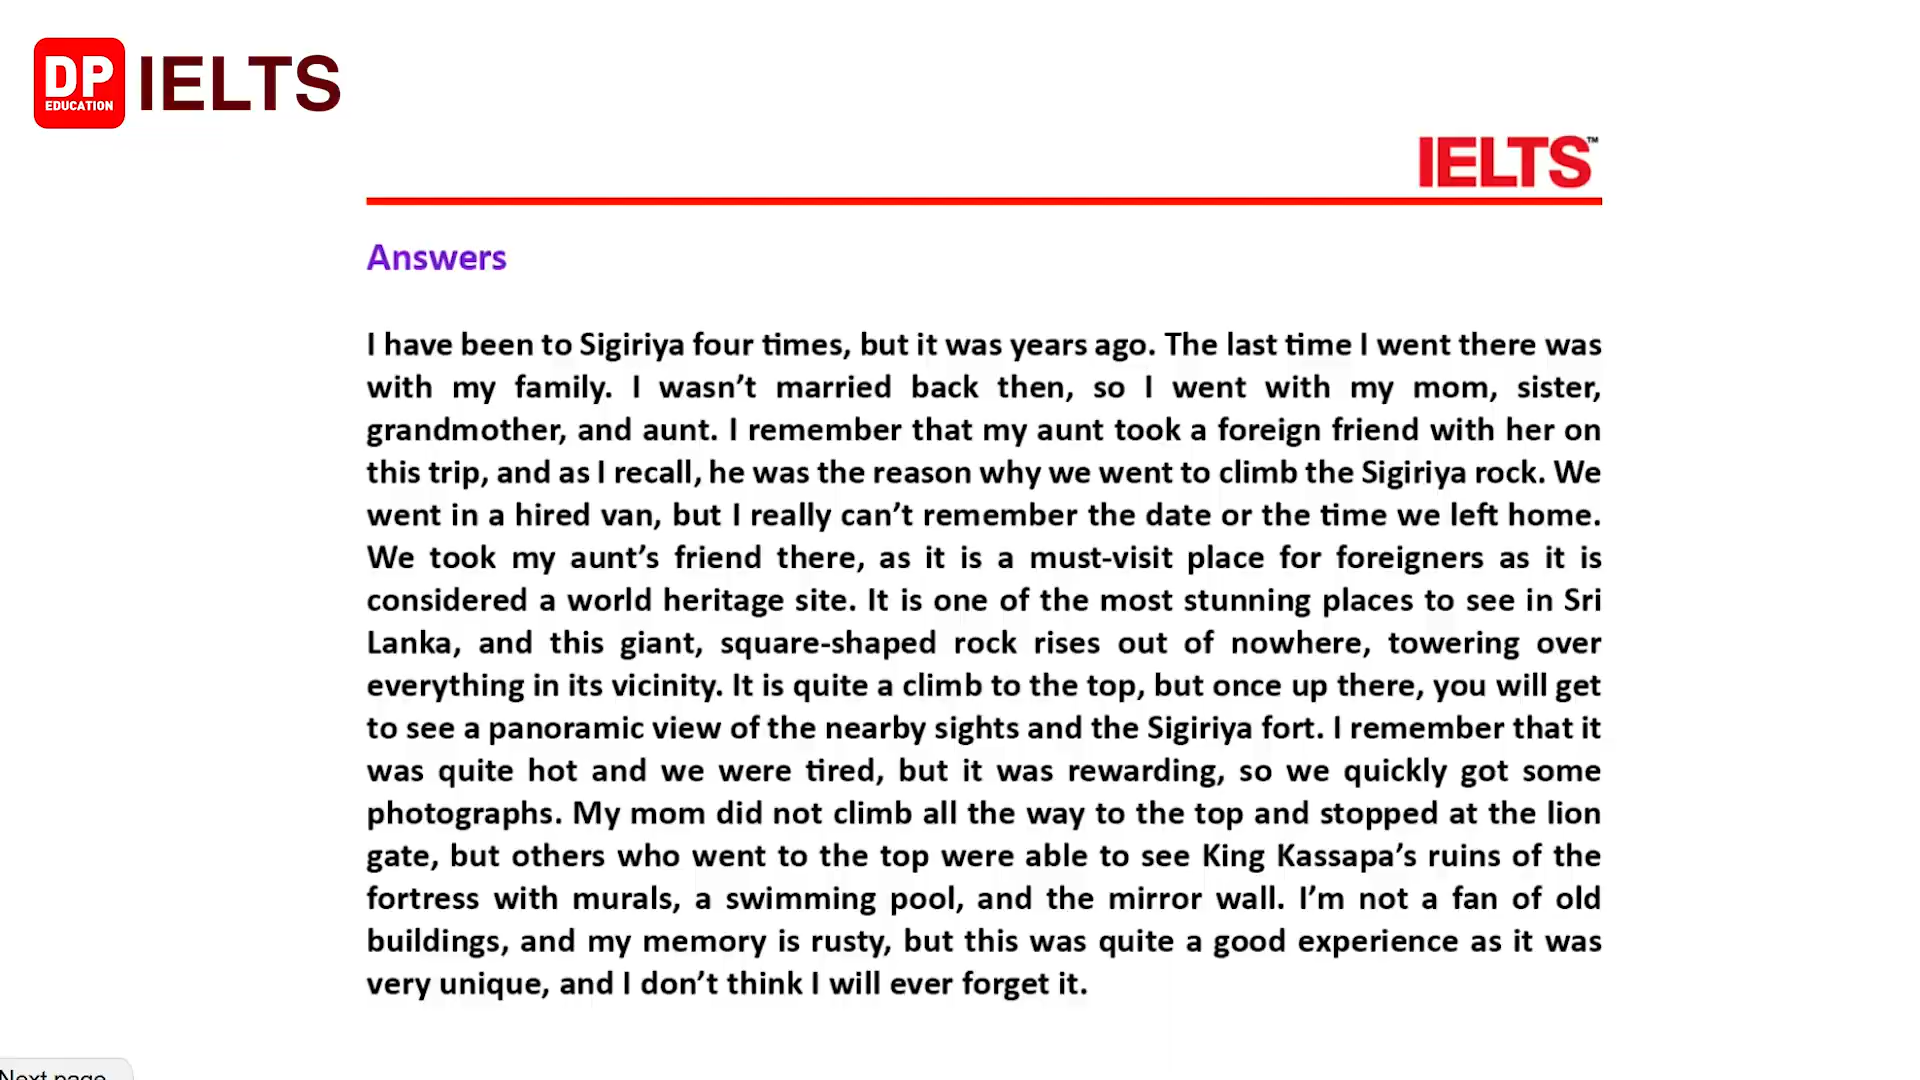 DP
EDUCATION
IELTS
IELTS™
Answers
I have been to Sigiriya four times, but it was years ago. The last time I went there was
with my family. I wasn’t married back then, so I went with my mom, sister,
grandmother, and aunt. I remember that my aunt took a foreign friend with her on
this trip, and as I recall, he was the reason why we went to climb the Sigiriya rock. We
went in a hired van, but I really can’t remember the date or the time we left home.
We took my aunt’s friend there, as it is a must-visit place for foreigners as it is
considered a world heritage site. It is one of the most stunning places to see in Sri
Lanka, and this giant, square-shaped rock rises out of nowhere, towering over
everything in its vicinity. It is quite a climb to the top, but once up there, you will get
to see a panoramic view of the nearby sights and the Sigiriya fort. I remember that it
was quite hot and we were tired, but it was rewarding, so we quickly got some
photographs. My mom did not climb all the way to the top and stopped at the lion
gate, but others who went to the top were able to see King Kassapa’s ruins of the
fortress with murals, a swimming pool, and the mirror wall. I’m not a fan of old
buildings, and my memory is rusty, but this was quite a good experience as it was
very unique, and I don’t think I will ever forget it.
Next page